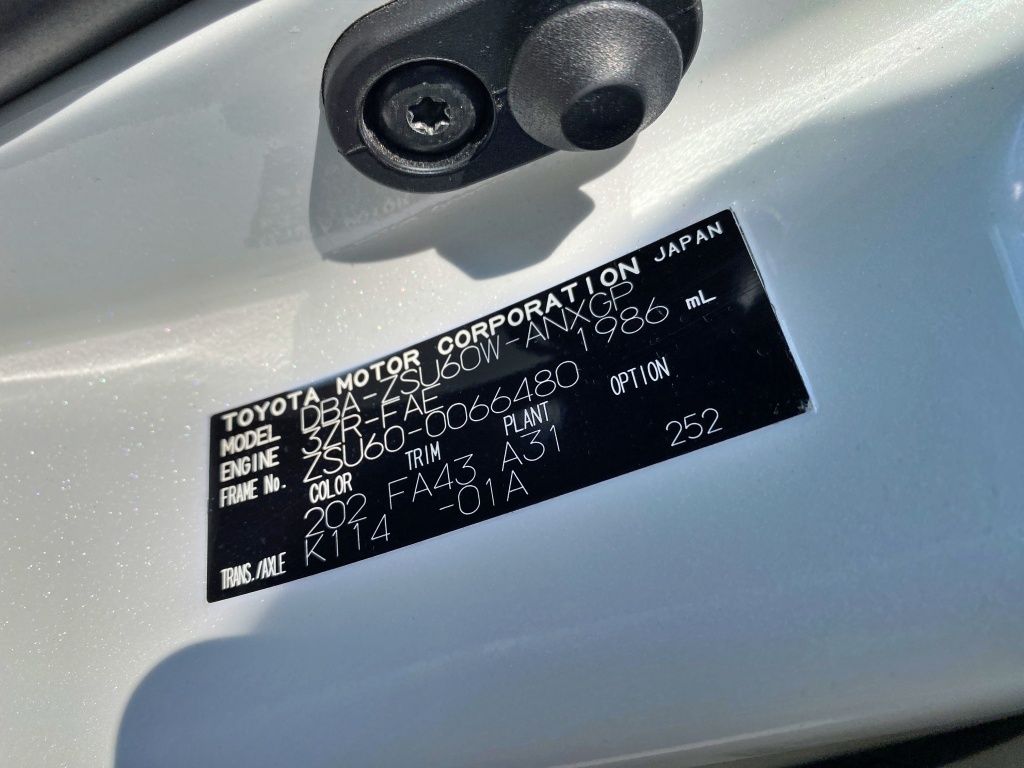 TOYOTA MOTOR CORPORATION JAPAN
MODEL DBA-ZSU60W-ANXGP
ENGINE 3ZR-FAE 1986 mL
FRAME No. ZSU60-0066480
COLOR TRIM PLANT OPTION
202 FA43 A31 252
TRANS./AXLE K114 -01A